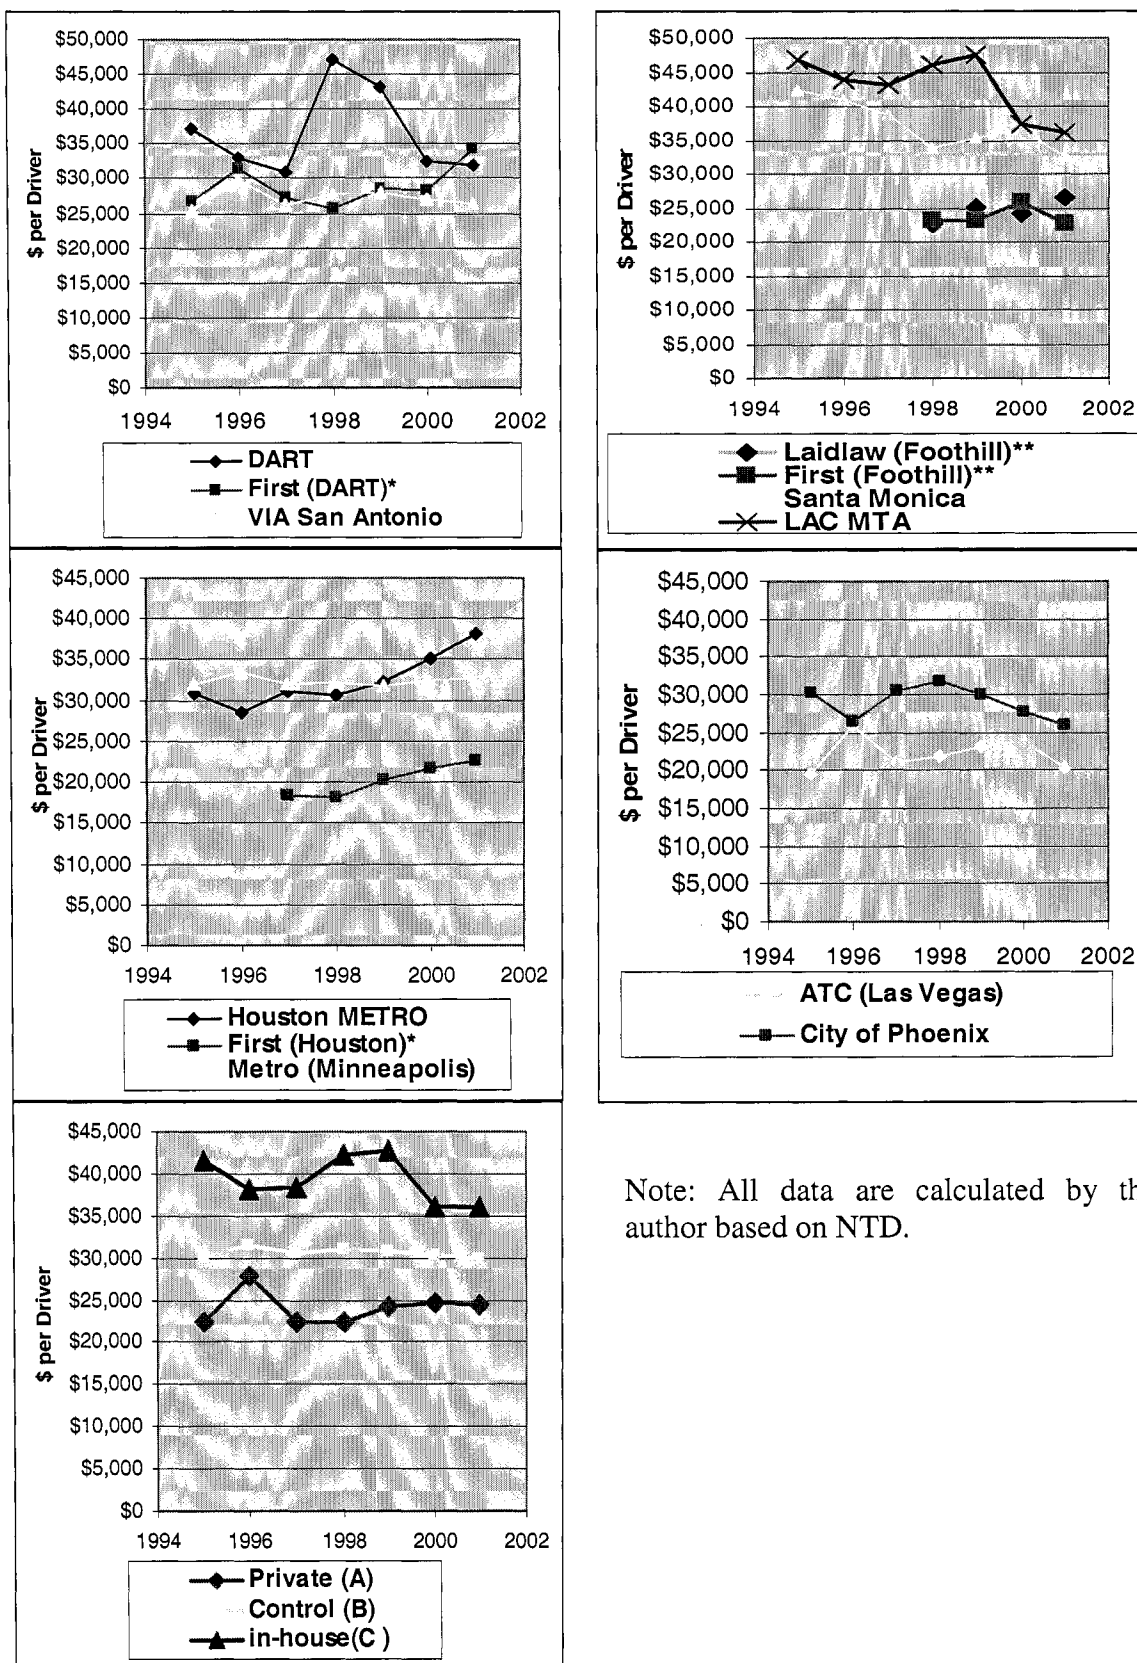 $ per Driver
$50,000
$45,000
$40,000
$35,000
$30,000
$25,000
$20,000
$15,000
$10,000
$5,000
$0
1994 1996 1998 2000 2002
DART
First (DART)*
VIA San Antonio
$ per Driver
$50,000
$45,000
$40,000
$35,000
$30,000
$25,000
$20,000
$15,000
$10,000
$5,000
$0
1994 1996 1998 2000 2002
Laidlaw (Foothill)**
First (Foothill)**
Santa Monica
LAC MTA
$ per Driver
$45,000
$40,000
$35,000
$30,000
$25,000
$20,000
$15,000
$10,000
$5,000
$0
1994 1996 1998 2000 2002
Houston METRO
First (Houston)*
Metro (Minneapolis)
$ per Driver
$45,000
$40,000
$35,000
$30,000
$25,000
$20,000
$15,000
$10,000
$5,000
$0
1994 1996 1998 2000 2002
ATC (Las Vegas)
City of Phoenix
$ per Driver
$45,000
$40,000
$35,000
$30,000
$25,000
$20,000
$15,000
$10,000
$5,000
$0
1994 1996 1998 2000 2002
Private (A)
Control (B)
in-house(C )
Note: All data are calculated by th
author based on NTD.